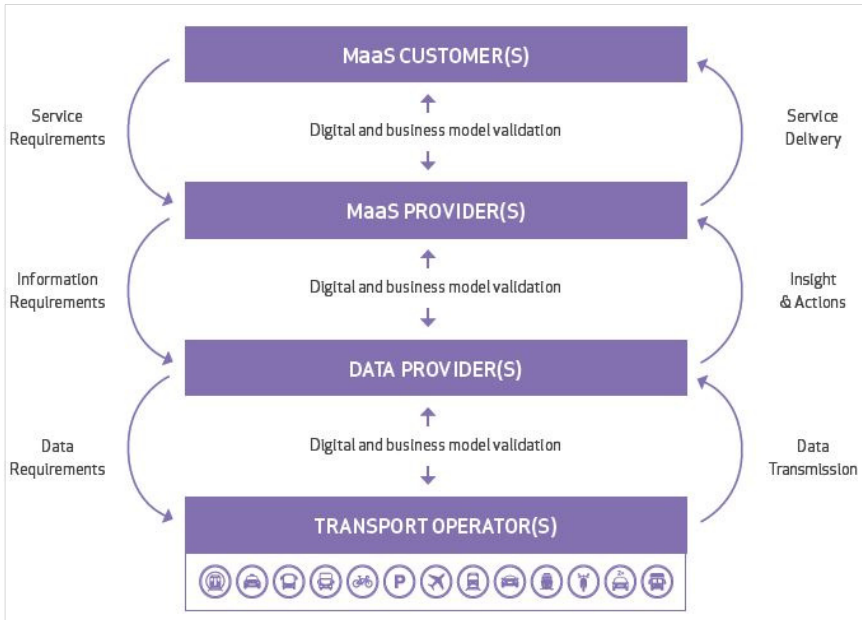 MaaS CUSTOMER(S)
Service
Requirements
Digital and business model validation
Service
Delivery
MaaS PROVIDER(S)
Information
Requirements
Digital and business model validation
Insight
& Actions
DATA PROVIDER(S)
Data
Requirements
Digital and business model validation
Data
Transmission
TRANSPORT OPERATOR(S)
P
2+